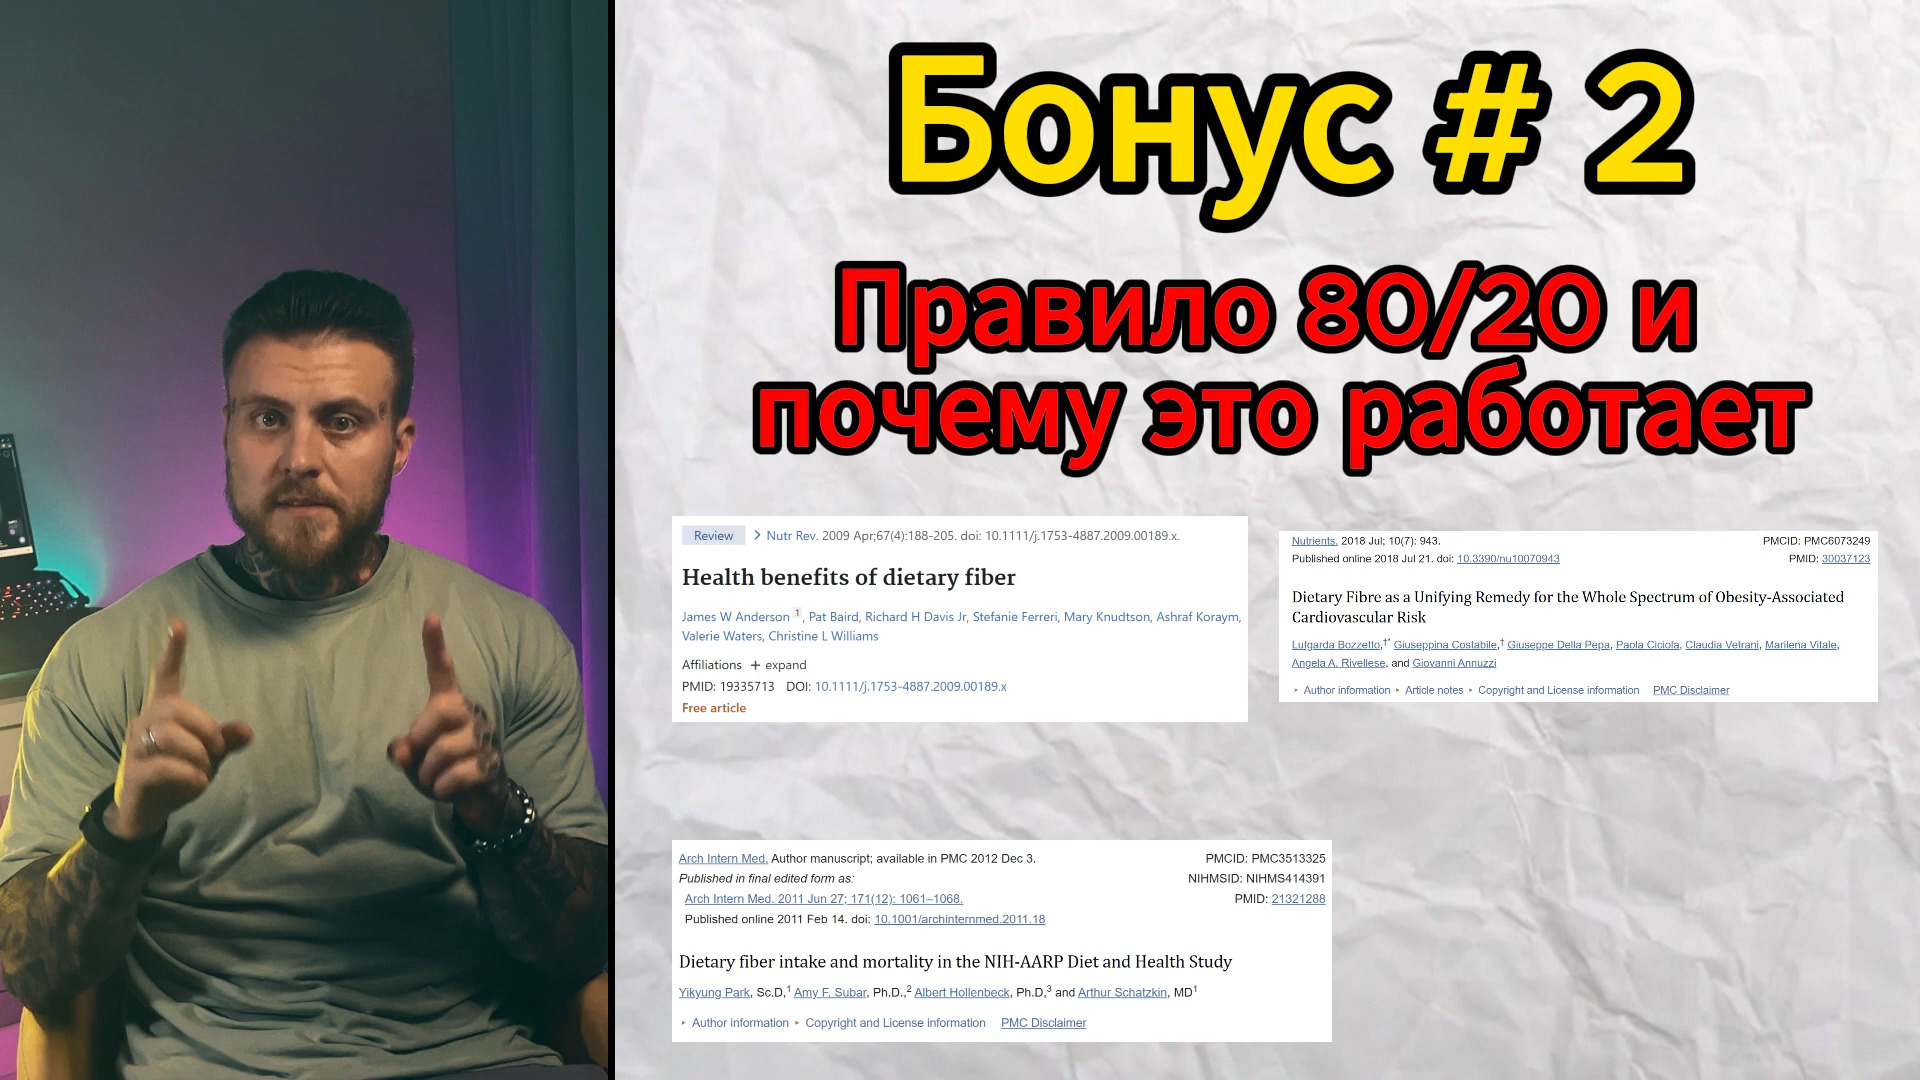 Бонус # 2
Правило 80/20 и
почему это работает
Review > Nutr Rev. 2009 Apr;67(4):188-205. doi: 10.1111/j.1753-4887.2009.00189.x.
Health benefits of dietary fiber
James W Anderson 1, Pat Baird, Richard H Davis Jr, Stefanie Ferreri, Mary Knudtson, Ashraf Koraym,
Valerie Waters, Christine L Williams
Affiliations + expand
PMID: 19335713 DOI: 10.1111/j.1753-4887.2009.00189.x
Free article
Nutrients. 2018 Jul; 10(7): 943. PMCID: PMC6073249
Published online 2018 Jul 21. doi: 10.3390/nu10070943 PMID: 30037123
Dietary Fibre as a Unifying Remedy for the Whole Spectrum of Obesity-Associated
Cardiovascular Risk
Lutgarda Bozzetto,†* Giuseppina Costabile,† Giuseppe Della Pepa, Paola Ciciola, Claudia Vetrani, Marilena Vitale,
Angela A. Rivellese, and Giovanni Annuzzi
▸ Author information ▸ Article notes ▸ Copyright and License information PMC Disclaimer
Arch Intern Med. Author manuscript; available in PMC 2012 Dec 3. PMCID: PMC3513325
Published in final edited form as: NIHMSID: NIHMS414391
Arch Intern Med. 2011 Jun 27; 171(12): 1061–1068. PMID: 21321288
Published online 2011 Feb 14. doi: 10.1001/archinternmed.2011.18
Dietary fiber intake and mortality in the NIH-AARP Diet and Health Study
Yikyung Park, Sc.D,1 Amy F. Subar, Ph.D.,2 Albert Hollenbeck, Ph.D,3 and Arthur Schatzkin, MD1
▸ Author information ▸ Copyright and License information PMC Disclaimer